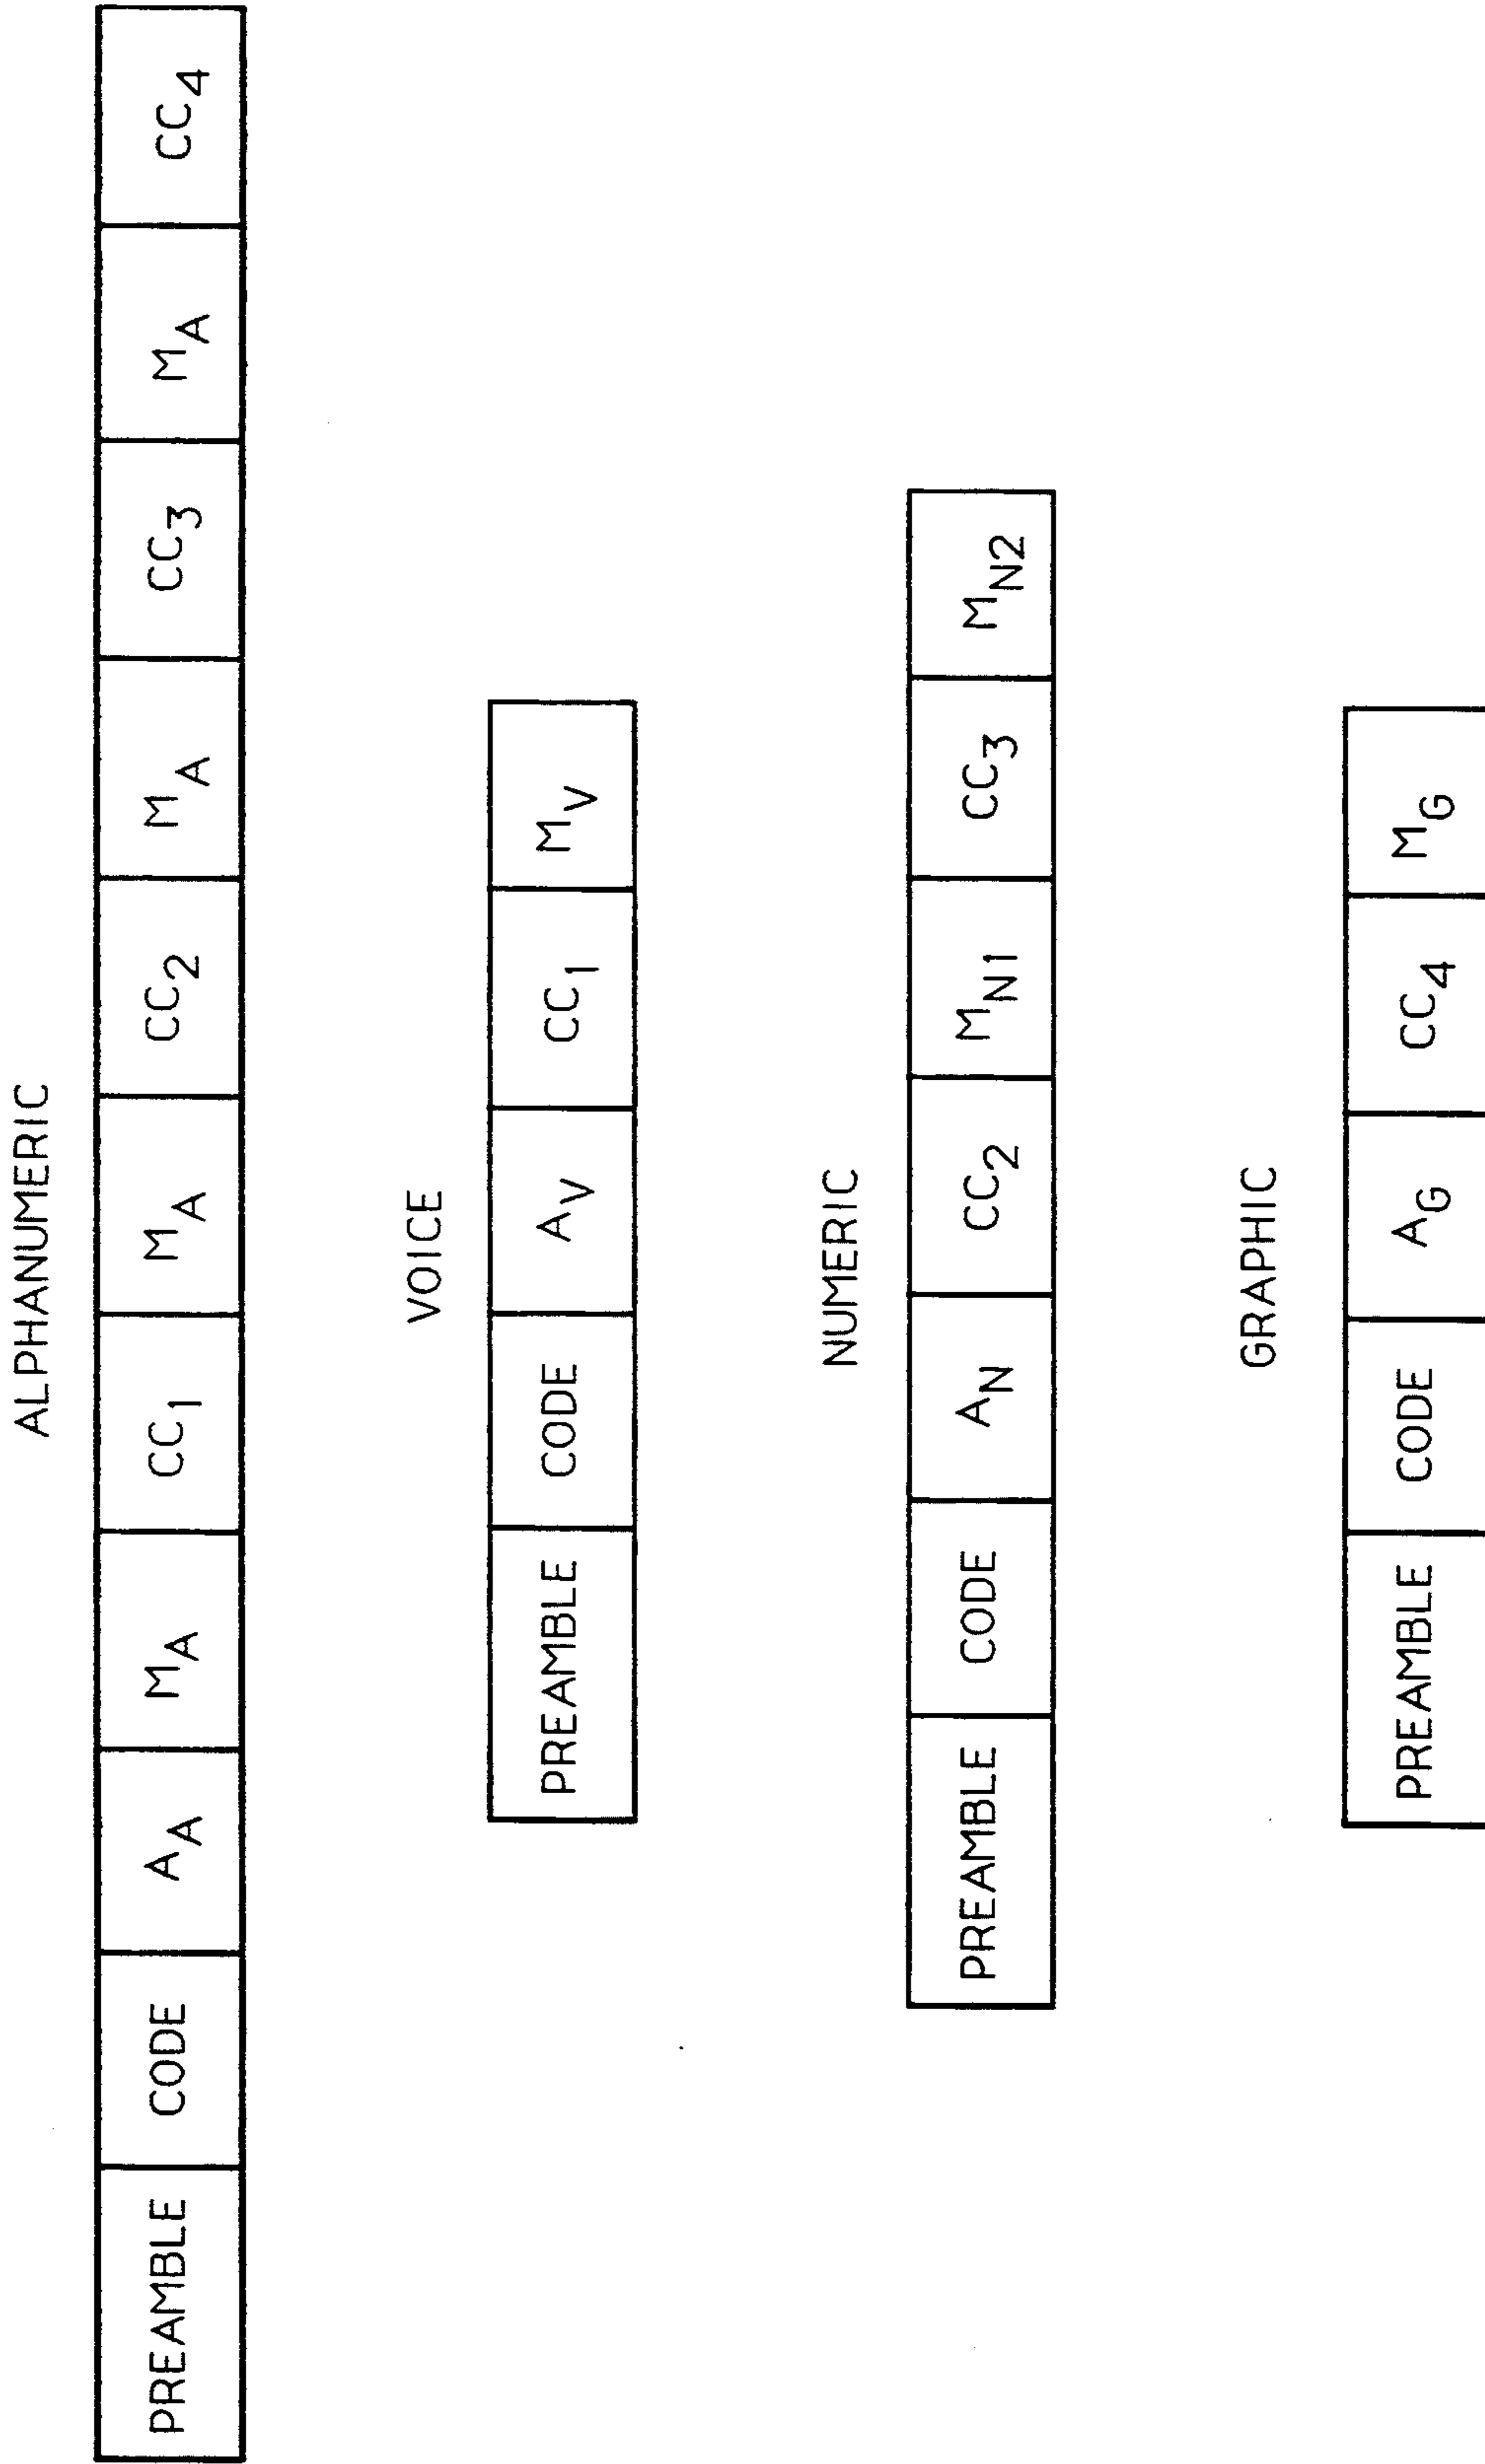 ALPHANUMERIC
PREAMBLE CODE A_A M_A CC_1 M_A CC_2 M_A CC_3 M_A CC_4
VOICE
PREAMBLE CODE A_V CC_1 M_V
NUMERIC
PREAMBLE CODE A_N CC_2 M_N1 CC_3 M_N2
GRAPHIC
PREAMBLE CODE A_G CC_4 M_G